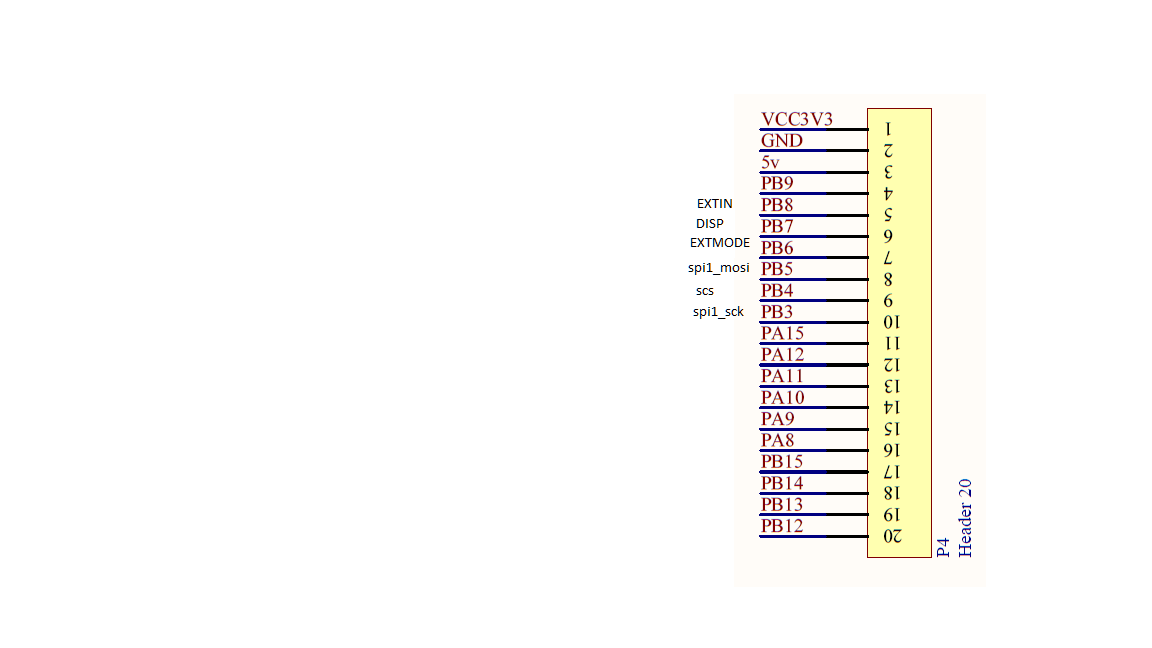 VCC3V3 1
GND 2
5v 3
PB9 4
EXTIN PB8 5
DISP PB7 6
EXTMODE PB6 7
spi1_mosi PB5 8
scs PB4 9
spi1_sck PB3 10
PA15 11
PA12 12
PA11 13
PA10 14
PA9 15
PA8 16
PB15 17
PB14 18
PB13 19
PB12 20
P4
Header 20